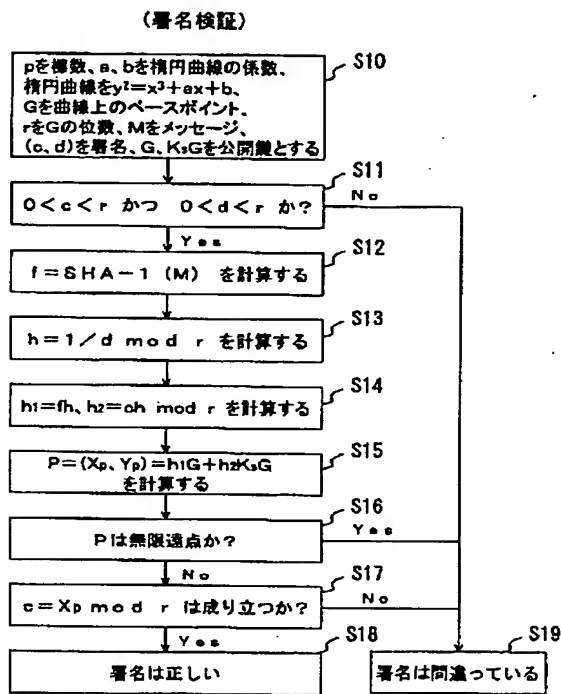 (署名検証)
S10
pを標数、a、bを楕円曲線の係数、
楕円曲線をy²=x³+ax+b、
Gを曲線上のベースポイント、
rをGの位数、Mをメッセージ、
(c、d)を署名、G、KsGを公開鍵とする
S11
0<c<r かつ 0<d<r か?
No
Yes
S12
f=SHA-1(M) を計算する
S13
h=1/d mod r を計算する
S14
h1=fh、h2=ch mod r を計算する
S15
P=(Xp、Yp)=h1G+h2KsG
を計算する
S16
Pは無限遠点か?
Yes
No
S17
c=Xp mod r は成り立つか?
No
Yes
S18
署名は正しい
S19
署名は間違っている